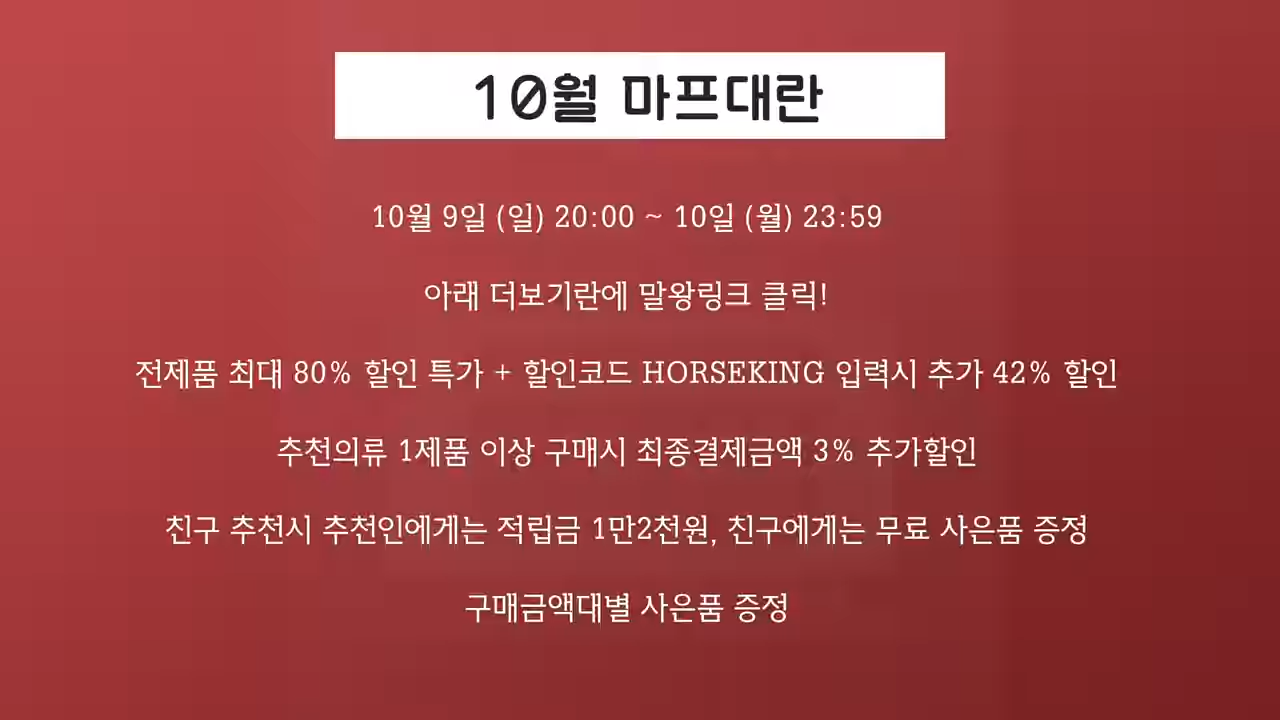 10월 마프대란
10월 9일 (일) 20:00 ~ 10일 (월) 23:59
아래 더보기란에 말왕링크 클릭!
전제품 최대 80% 할인 특가 + 할인코드 HORSEKING 입력시 추가 42% 할인
추천의류 1제품 이상 구매시 최종결제금액 3% 추가할인
친구 추천시 추천인에게는 적립금 1만2천원, 친구에게는 무료 사은품 증정
구매금액대별 사은품 증정